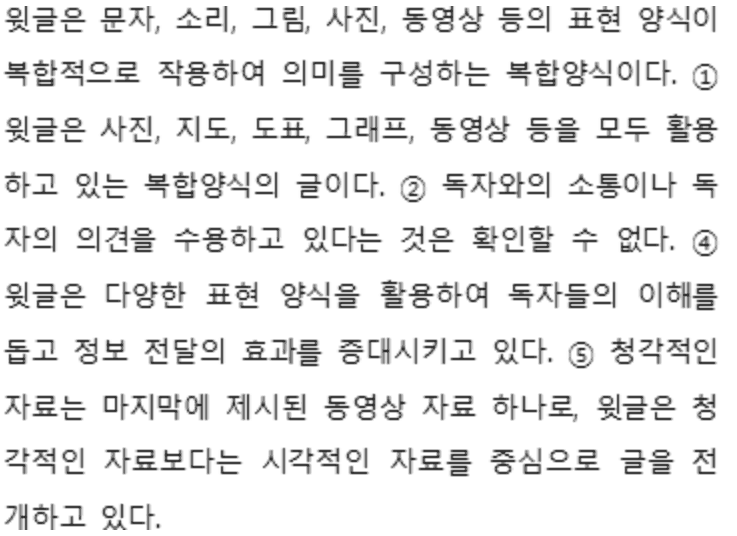 윗글은 문자, 소리, 그림, 사진, 동영상 등의 표현 양식이
복합적으로 작용하여 의미를 구성하는 복합양식이다. ①
윗글은 사진, 지도, 도표, 그래프, 동영상 등을 모두 활용
하고 있는 복합양식의 글이다. ② 독자와의 소통이나 독
자의 의견을 수용하고 있다는 것은 확인할 수 없다. ④
윗글은 다양한 표현 양식을 활용하여 독자들의 이해를
돕고 정보 전달의 효과를 증대시키고 있다. ⑤ 청각적인
자료는 마지막에 제시된 동영상 자료 하나로, 윗글은 청
각적인 자료보다는 시각적인 자료를 중심으로 글을 전
개하고 있다.